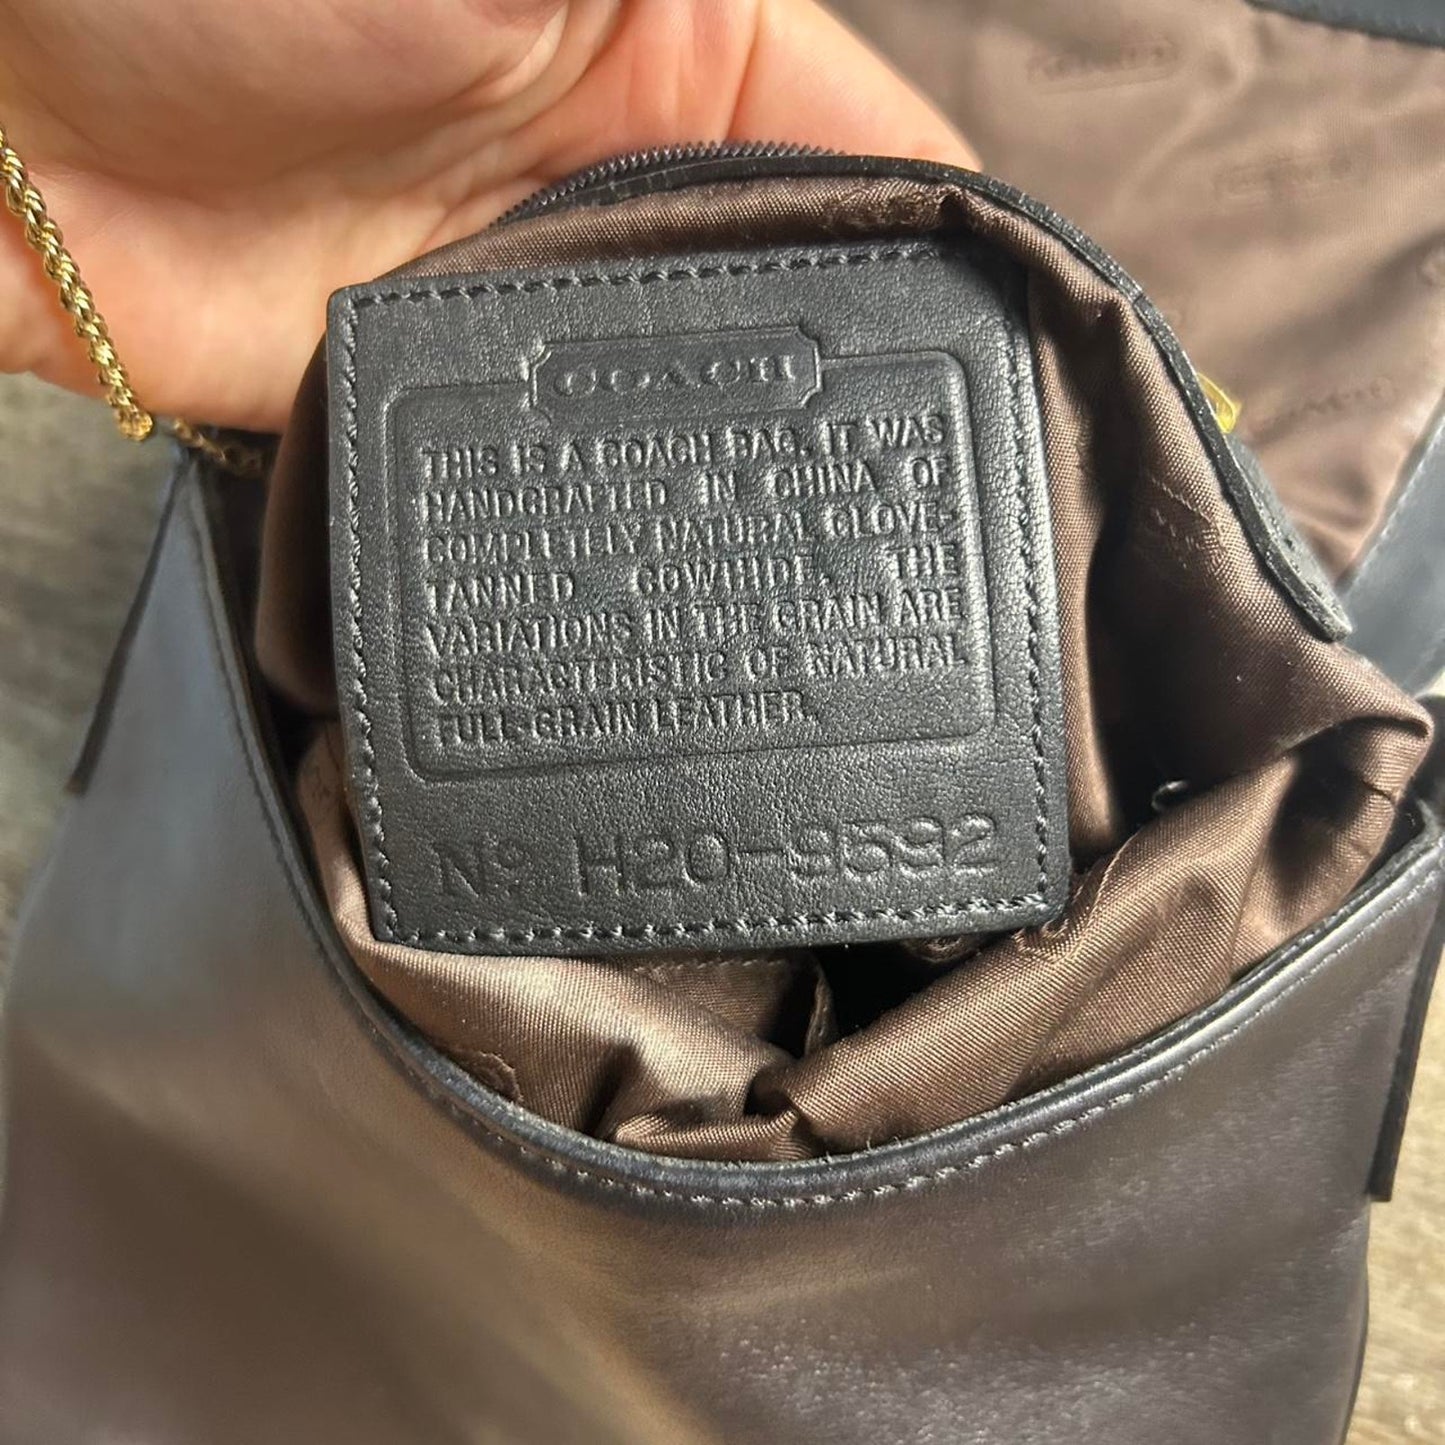 COACH
THIS IS A COACH BAG. IT WAS
HANDCRAFTED IN CHINA OF
COMPLETELY NATURAL GLOVE-
TANNED COWHIDE. THE
VARIATIONS IN THE GRAIN ARE
CHARACTERISTIC OF NATURAL
FULL-GRAIN LEATHER.
Nº H20-9592